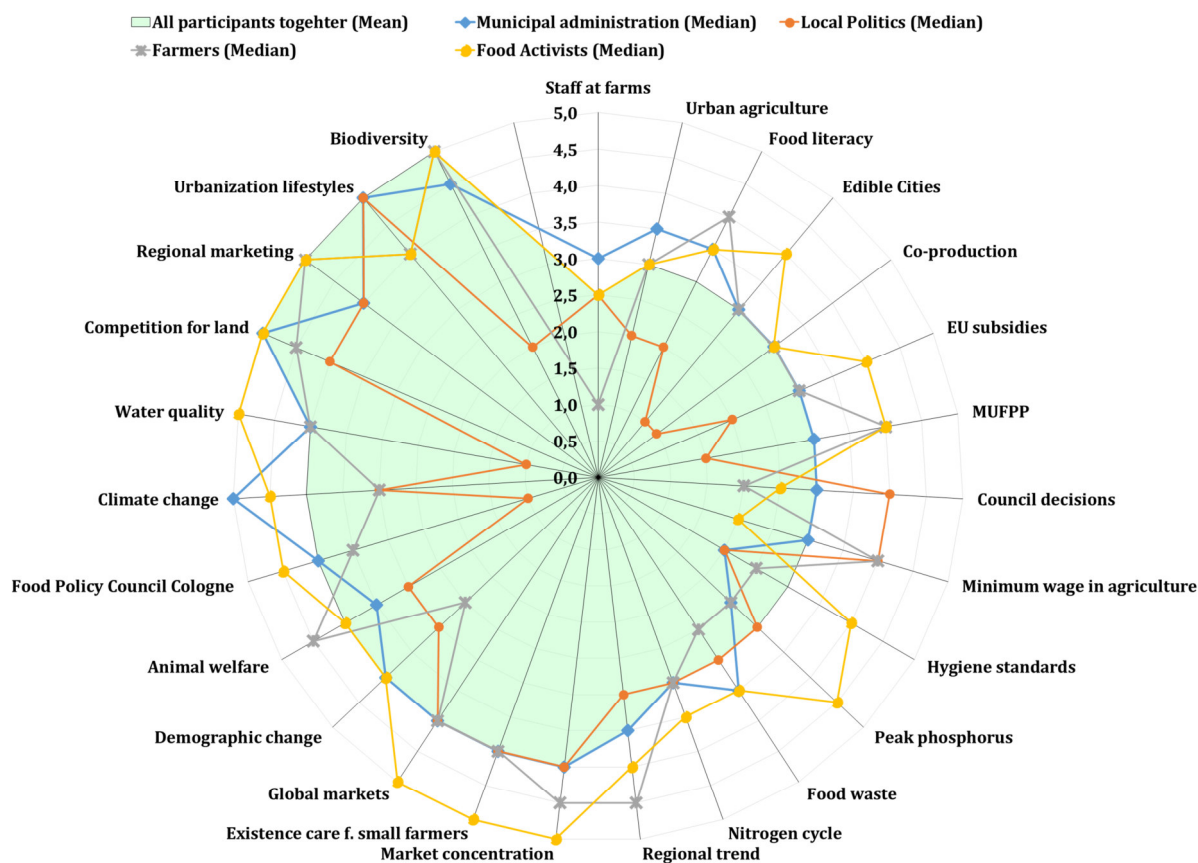 All participants togehter (Mean)
Municipal administration (Median)
Local Politics (Median)
Farmers (Median)
Food Activists (Median)
Staff at farms
Urban agriculture
Food literacy
Edible Cities
Co-production
EU subsidies
MUFPP
Council decisions
Minimum wage in agriculture
Hygiene standards
Peak phosphorus
Food waste
Nitrogen cycle
Regional trend
Market concentration
Existence care f. small farmers
Global markets
Demographic change
Animal welfare
Food Policy Council Cologne
Climate change
Water quality
Competition for land
Regional marketing
Urbanization lifestyles
Biodiversity
5,0
4,5
4,0
3,5
3,0
2,5
2,0
1,5
1,0
0,5
0,0